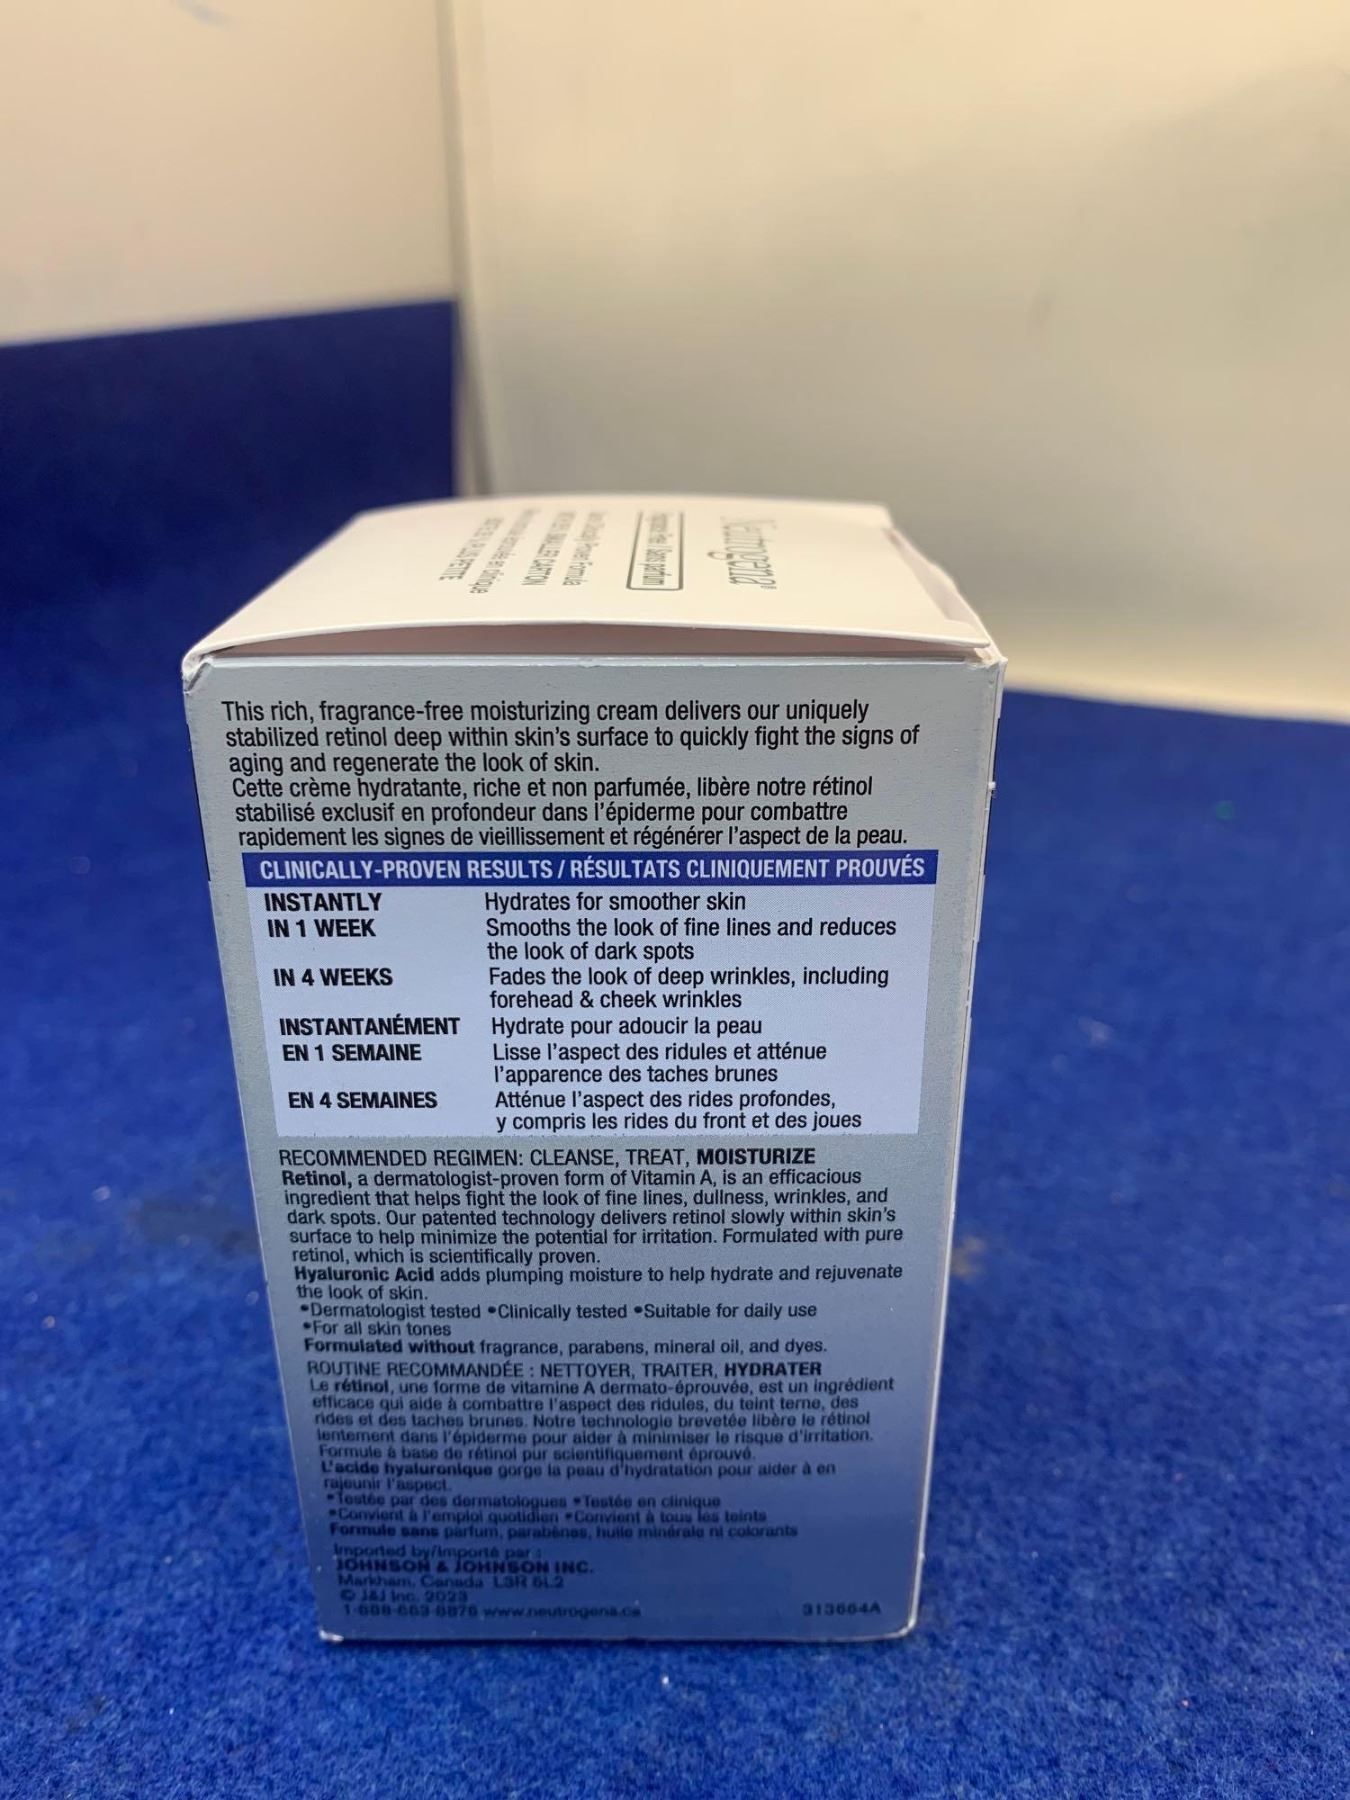 Neutrogena®
Fragrance Free / Sans parfum
Same Clinically Proven Formula
NOW IN SMALLER CARTON
This rich, fragrance-free moisturizing cream delivers our uniquely
stabilized retinol deep within skin's surface to quickly fight the signs of
aging and regenerate the look of skin.
Cette crème hydratante, riche et non parfumée, libère notre rétinol
stabilisé exclusif en profondeur dans l'épiderme pour combattre
rapidement les signes de vieillissement et régénérer l'aspect de la peau.
CLINICALLY-PROVEN RESULTS / RÉSULTATS CLINIQUEMENT PROUVÉS
INSTANTLY Hydrates for smoother skin
IN 1 WEEK Smooths the look of fine lines and reduces
the look of dark spots
IN 4 WEEKS Fades the look of deep wrinkles, including
forehead & cheek wrinkles
INSTANTANÉMENT Hydrate pour adoucir la peau
EN 1 SEMAINE Lisse l'aspect des ridules et atténue
l'apparence des taches brunes
EN 4 SEMAINES Atténue l'aspect des rides profondes,
y compris les rides du front et des joues
RECOMMENDED REGIMEN: CLEANSE, TREAT, MOISTURIZE
Retinol, a dermatologist-proven form of Vitamin A, is an efficacious
ingredient that helps fight the look of fine lines, dullness, wrinkles, and
dark spots. Our patented technology delivers retinol slowly within skin's
surface to help minimize the potential for irritation. Formulated with pure
retinol, which is scientifically proven.
Hyaluronic Acid adds plumping moisture to help hydrate and rejuvenate
the look of skin.
•Dermatologist tested •Clinically tested •Suitable for daily use
•For all skin tones
Formulated without fragrance, parabens, mineral oil, and dyes.
ROUTINE RECOMMANDÉE : NETTOYER, TRAITER, HYDRATER
Le rétinol, une forme de vitamine A dermato-éprouvée, est un ingrédient
efficace qui aide à combattre l'aspect des ridules, du teint terne, des
rides et des taches brunes. Notre technologie brevetée libère le rétinol
lentement dans l'épiderme pour aider à minimiser le risque d'irritation.
Formule à base de rétinol pur scientifiquement éprouvé.
L'acide hyaluronique gorge la peau d'hydratation pour aider à en
rajeunir l'aspect.
•Testée par des dermatologues •Testée en clinique
•Convient à l'emploi quotidien •Convient à tous les teints
Formule sans parfum, parabènes, huile minérale ni colorants
Imported by/Importé par :
JOHNSON & JOHNSON INC.
Markham, Canada L3R 5L2
© J&J Inc. 2023
www.neutrogena.ca 313664A